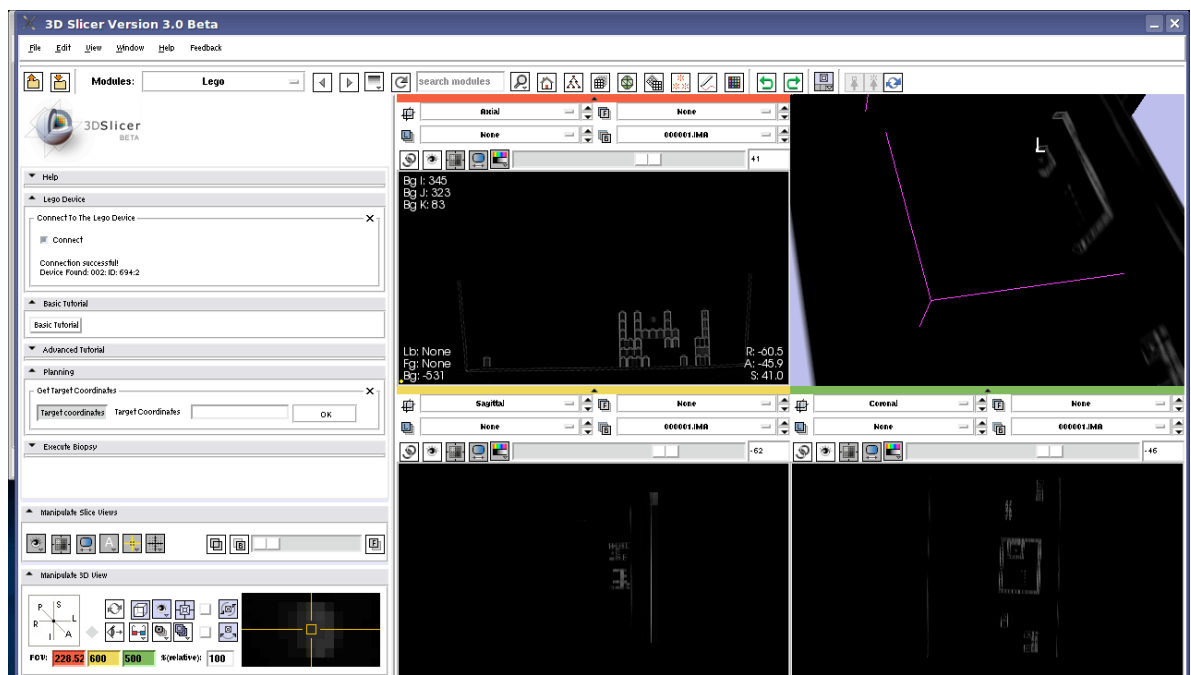 3D Slicer Version 3.0 Beta
File Edit View Window Help Feedback
Modules: Lego search modules
3DSlicer
BETA
Help
Lego Device
Connect To The Lego Device
Connect
Connection successful!
Device Found: 002: ID: 694:2
Basic Tutorial
Basic Tutorial
Advanced Tutorial
Planning
Get Target Coordinates
Target coordinates Target Coordinates OK
Execute Biopsy
Manipulate Slice Views
Manipulate 3D View
P S
R L
I A
FOV: 228.52 600 500 %(relative): 100
Axial None
None 000001.IMA
41
Bg I: 345
Bg J: 323
Bg K: 83
Lb: None R: -60.5
Fg: None A: -45.9
Bg: -531 S: 41.0
L
Sagittal None
None 000001.IMA
-62
Coronal None
None 000001.IMA
-46